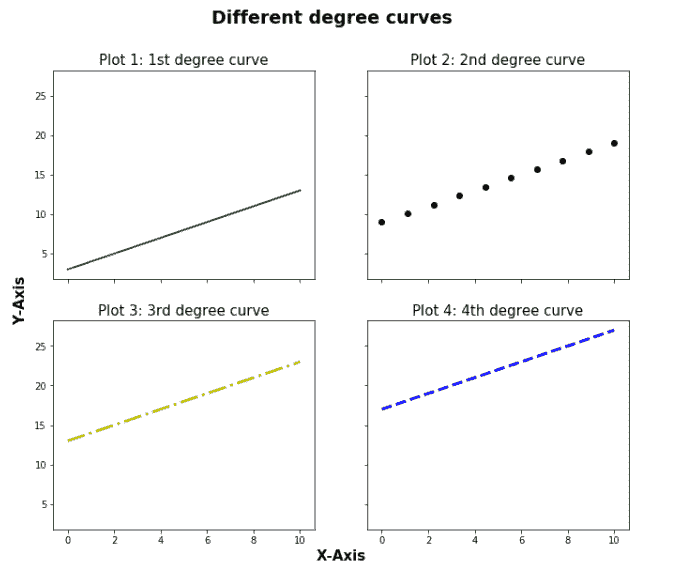 Different degree curves
Plot 1: 1st degree curve
Plot 2: 2nd degree curve
25
20
15
10
5
Y-Axis
Plot 3: 3rd degree curve
Plot 4: 4th degree curve
25
20
15
10
5
0 2 4 6 8 10
0 2 4 6 8 10
X-Axis